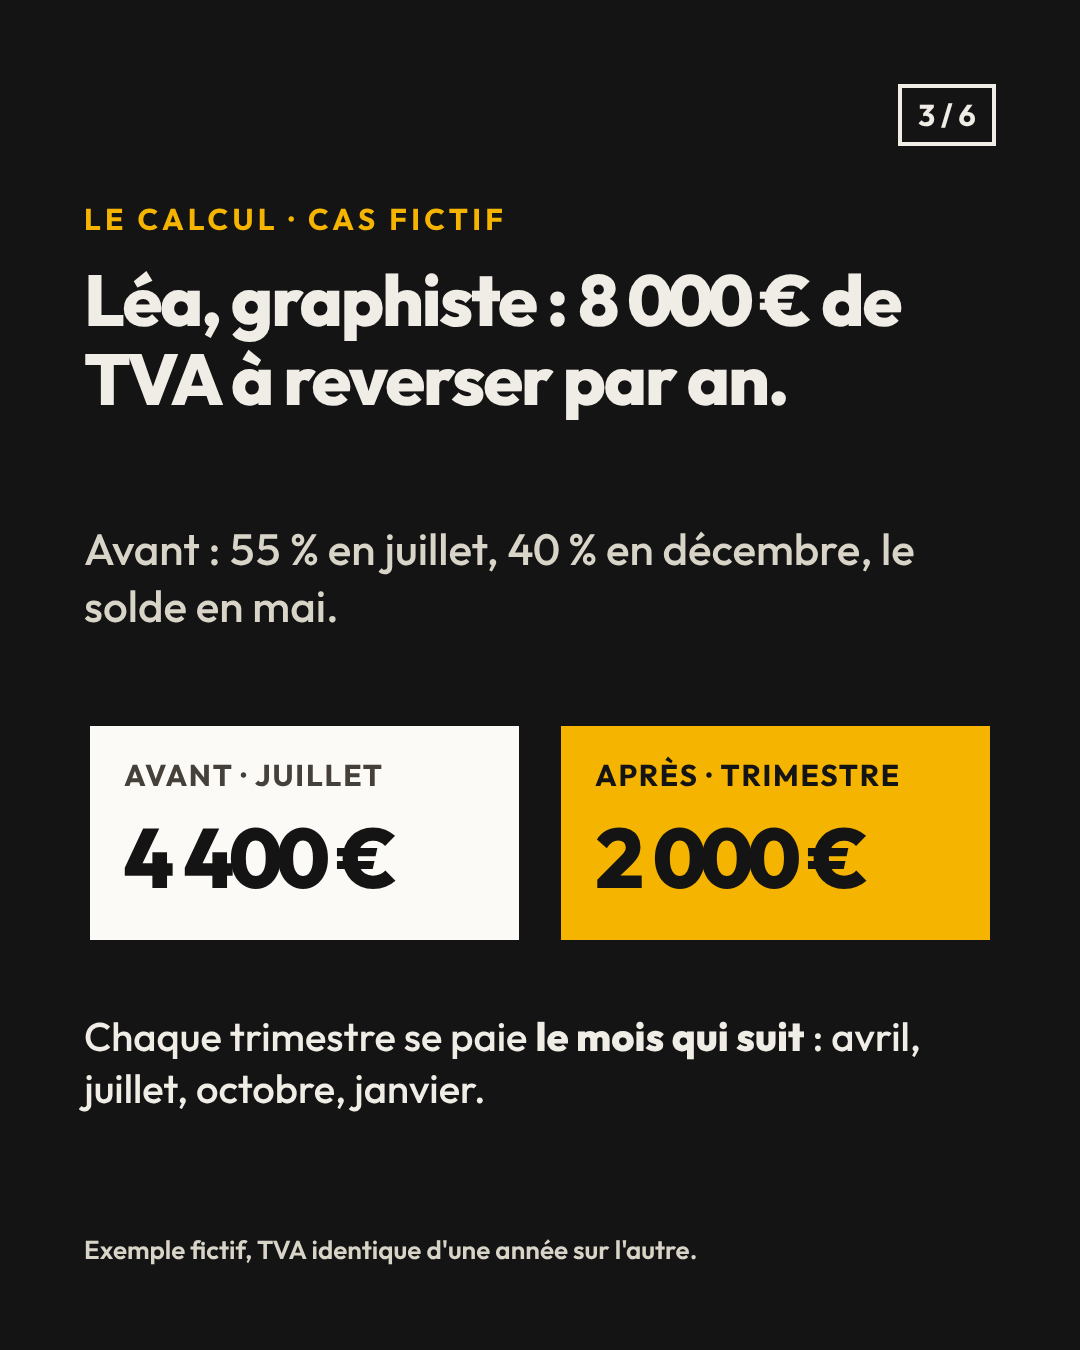 3 / 6
LE CALCUL · CAS FICTIF
Léa, graphiste : 8 000 € de
TVA à reverser par an.
Avant : 55 % en juillet, 40 % en décembre, le
solde en mai.
AVANT · JUILLET
4 400 €
APRÈS · TRIMESTRE
2 000 €
Chaque trimestre se paie le mois qui suit : avril,
juillet, octobre, janvier.
Exemple fictif, TVA identique d'une année sur l'autre.